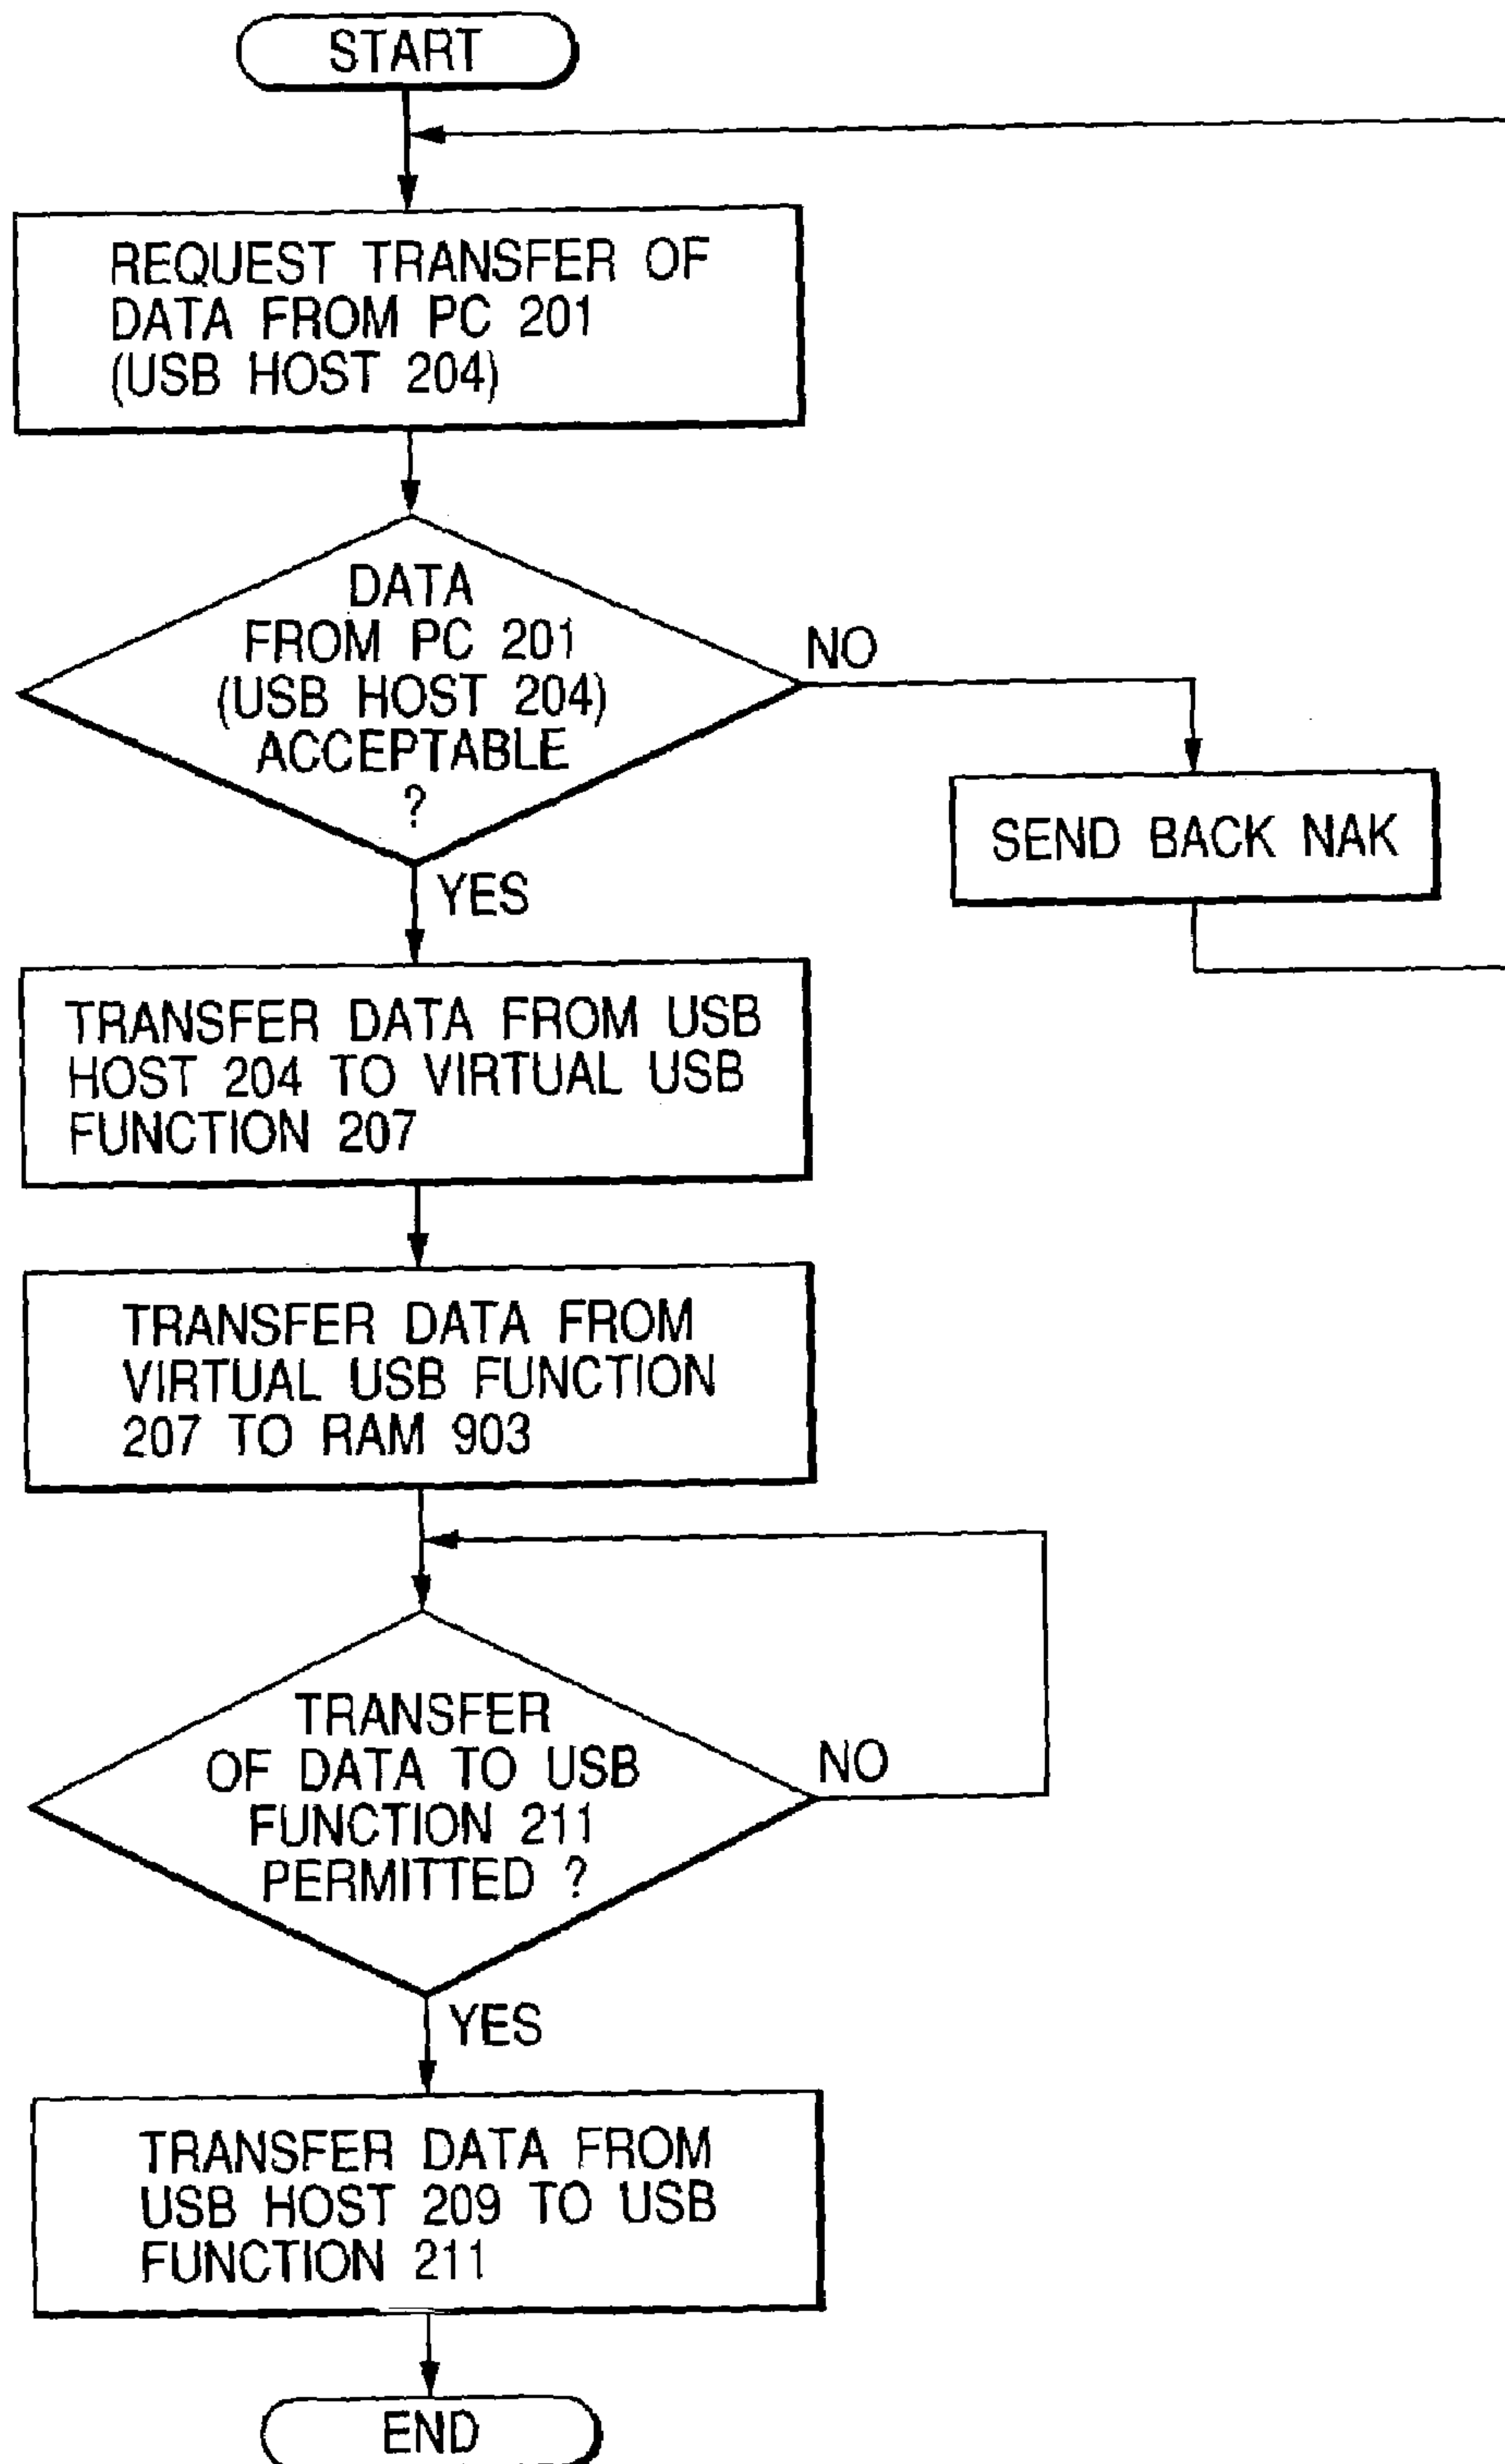 START
REQUEST TRANSFER OF
DATA FROM PC 201
(USB HOST 204)
DATA
FROM PC 201
(USB HOST 204)
ACCEPTABLE
?
NO
SEND BACK NAK
YES
TRANSFER DATA FROM USB
HOST 204 TO VIRTUAL USB
FUNCTION 207
TRANSFER DATA FROM
VIRTUAL USB FUNCTION
207 TO RAM 903
TRANSFER
OF DATA TO USB
FUNCTION 211
PERMITTED ?
NO
YES
TRANSFER DATA FROM
USB HOST 209 TO USB
FUNCTION 211
END